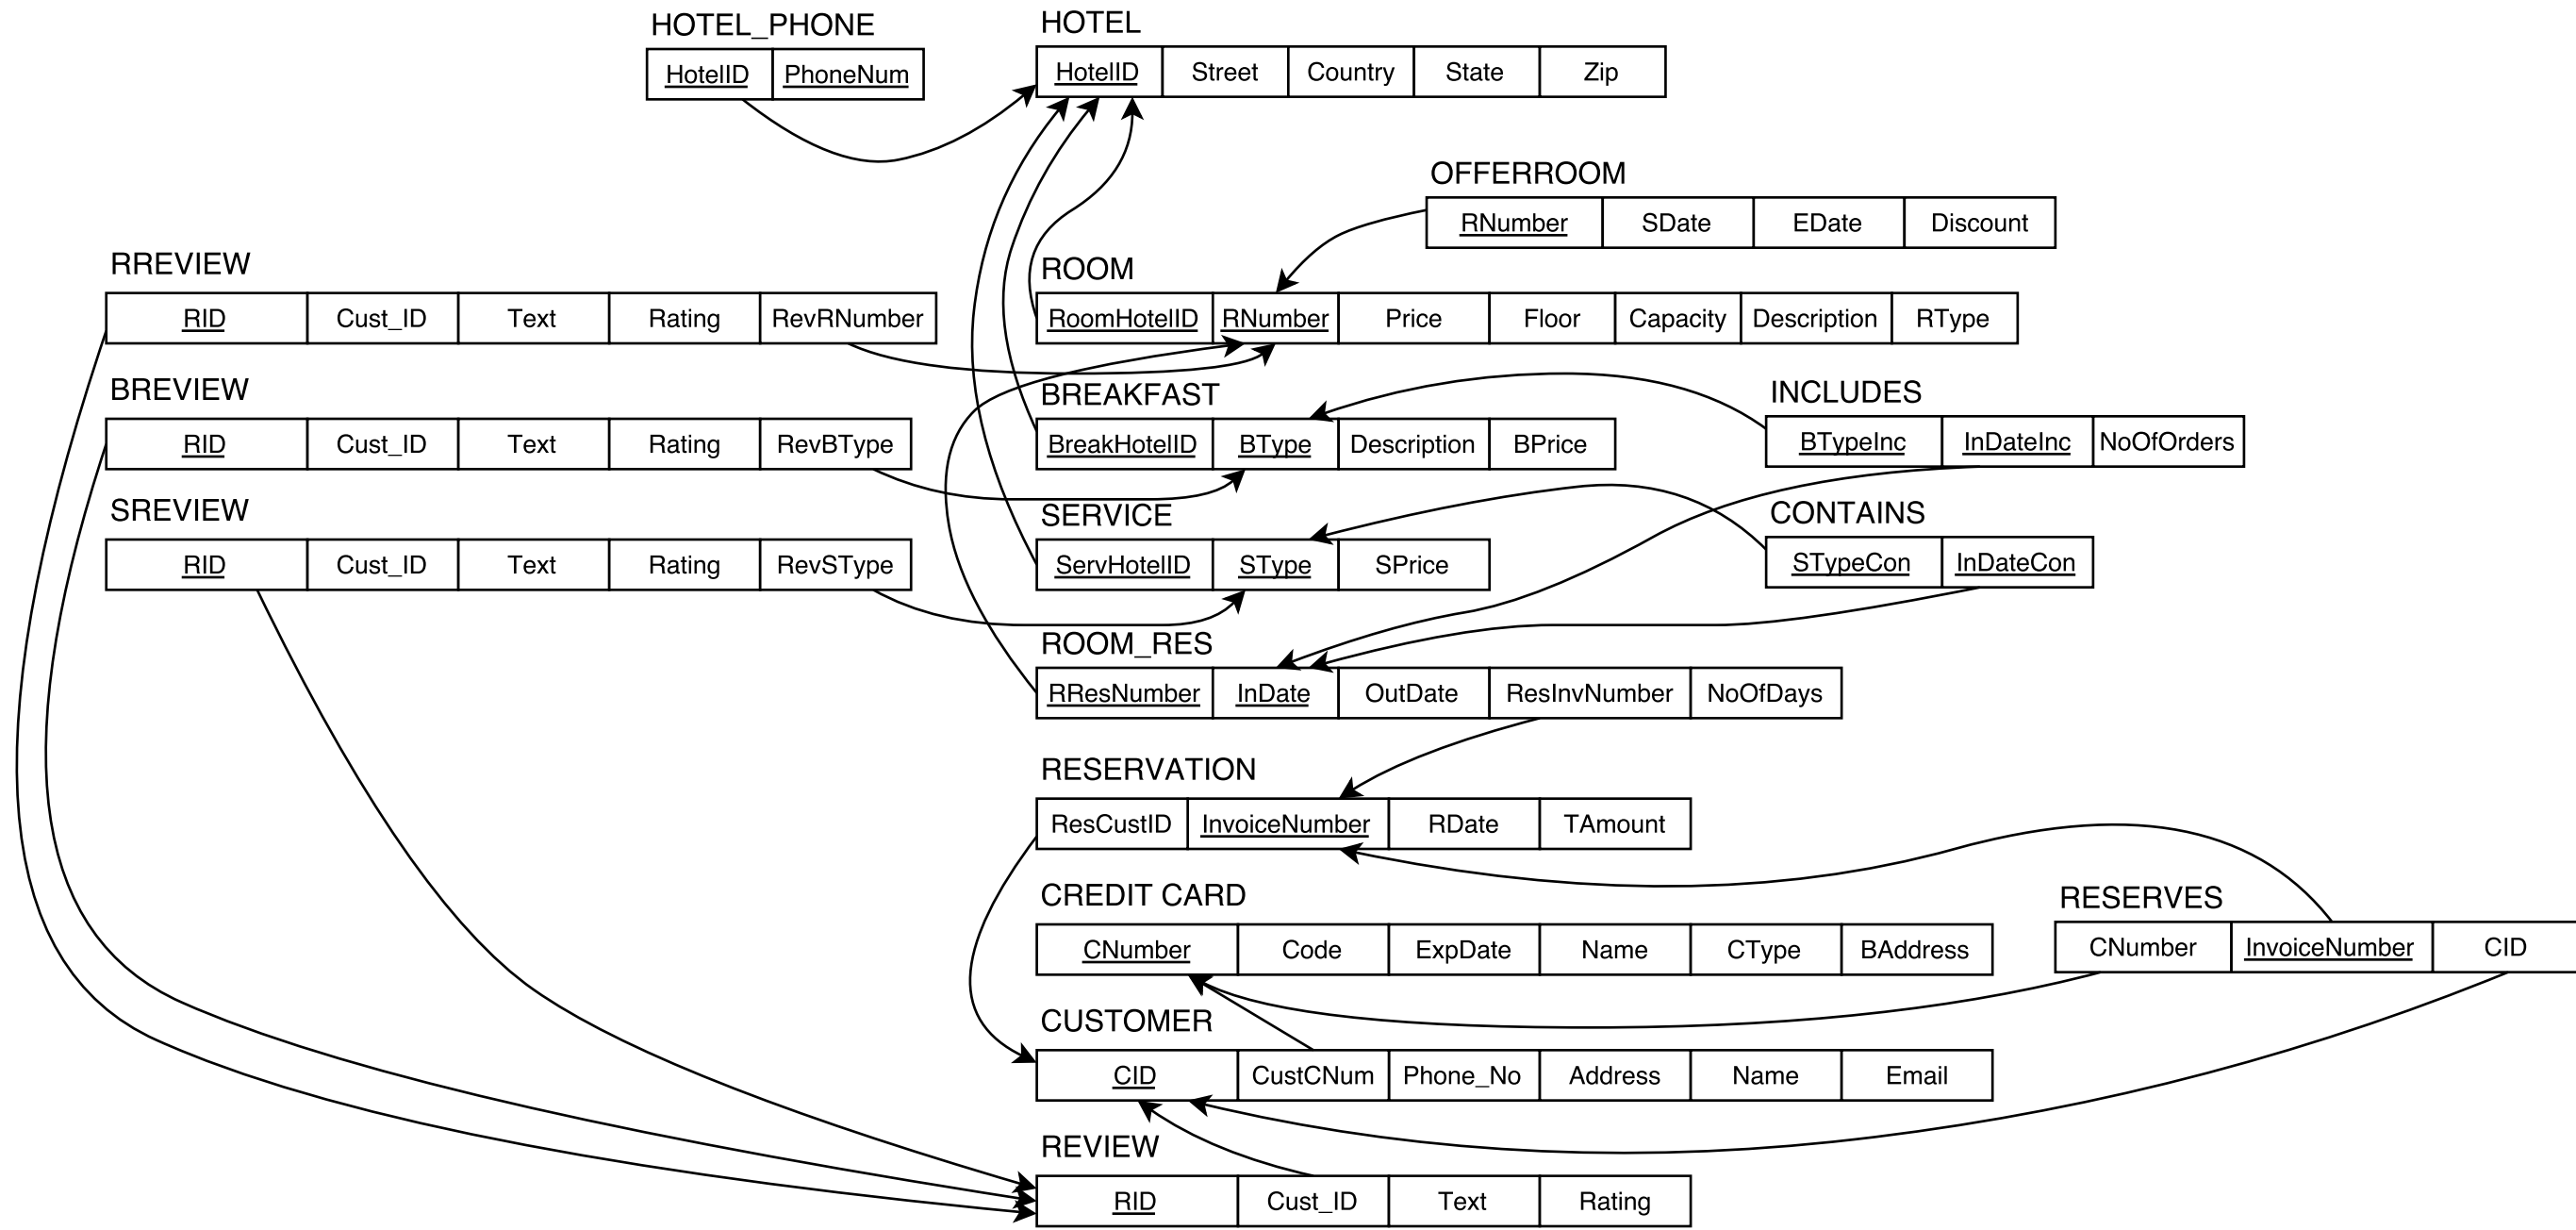 HOTEL_PHONE
HotelID PhoneNum
HOTEL
HotelID Street Country State Zip
OFFERROOM
RNumber SDate EDate Discount
RREVIEW
RID Cust_ID Text Rating RevRNumber
ROOM
RoomHotelID RNumber Price Floor Capacity Description RType
BREVIEW
RID Cust_ID Text Rating RevBType
BREAKFAST
BreakHotelID BType Description BPrice
INCLUDES
BTypeInc InDateInc NoOfOrders
SREVIEW
RID Cust_ID Text Rating RevSType
SERVICE
ServHotelID SType SPrice
CONTAINS
STypeCon InDateCon
ROOM_RES
RResNumber InDate OutDate ResInvNumber NoOfDays
RESERVATION
ResCustID InvoiceNumber RDate TAmount
CREDIT CARD
CNumber Code ExpDate Name CType BAddress
RESERVES
CNumber InvoiceNumber CID
CUSTOMER
CID CustCNum Phone_No Address Name Email
REVIEW
RID Cust_ID Text Rating